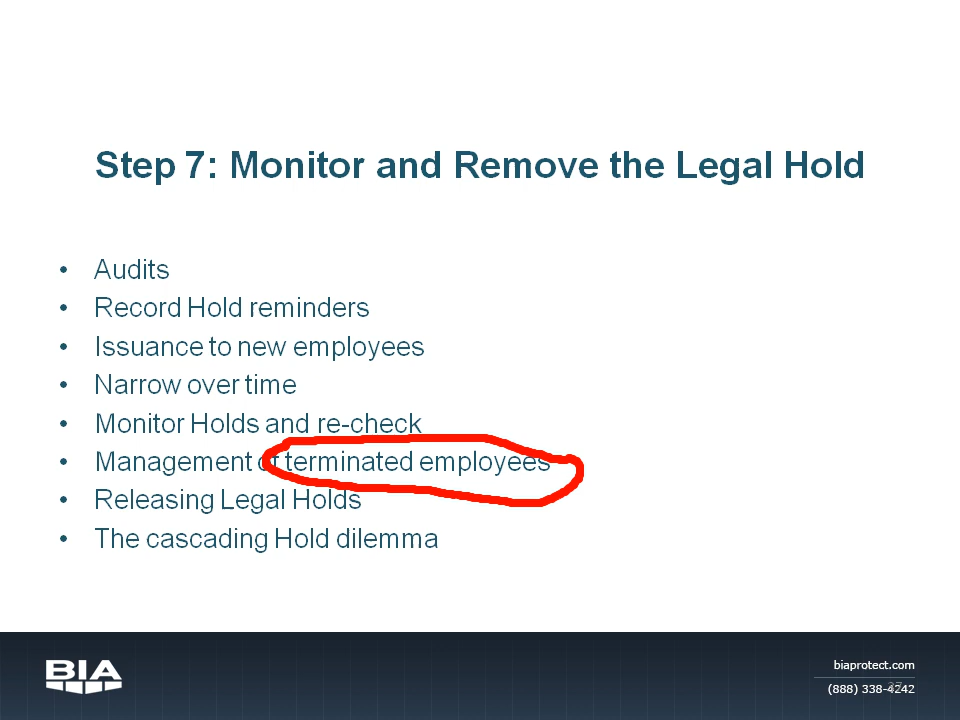 Step 7: Monitor and Remove the Legal Hold
• Audits
• Record Hold reminders
• Issuance to new employees
• Narrow over time
• Monitor Holds and re-check
• Management of terminated employees
• Releasing Legal Holds
• The cascading Hold dilemma
BIA
biaprotect.com
(888) 338-4242
37